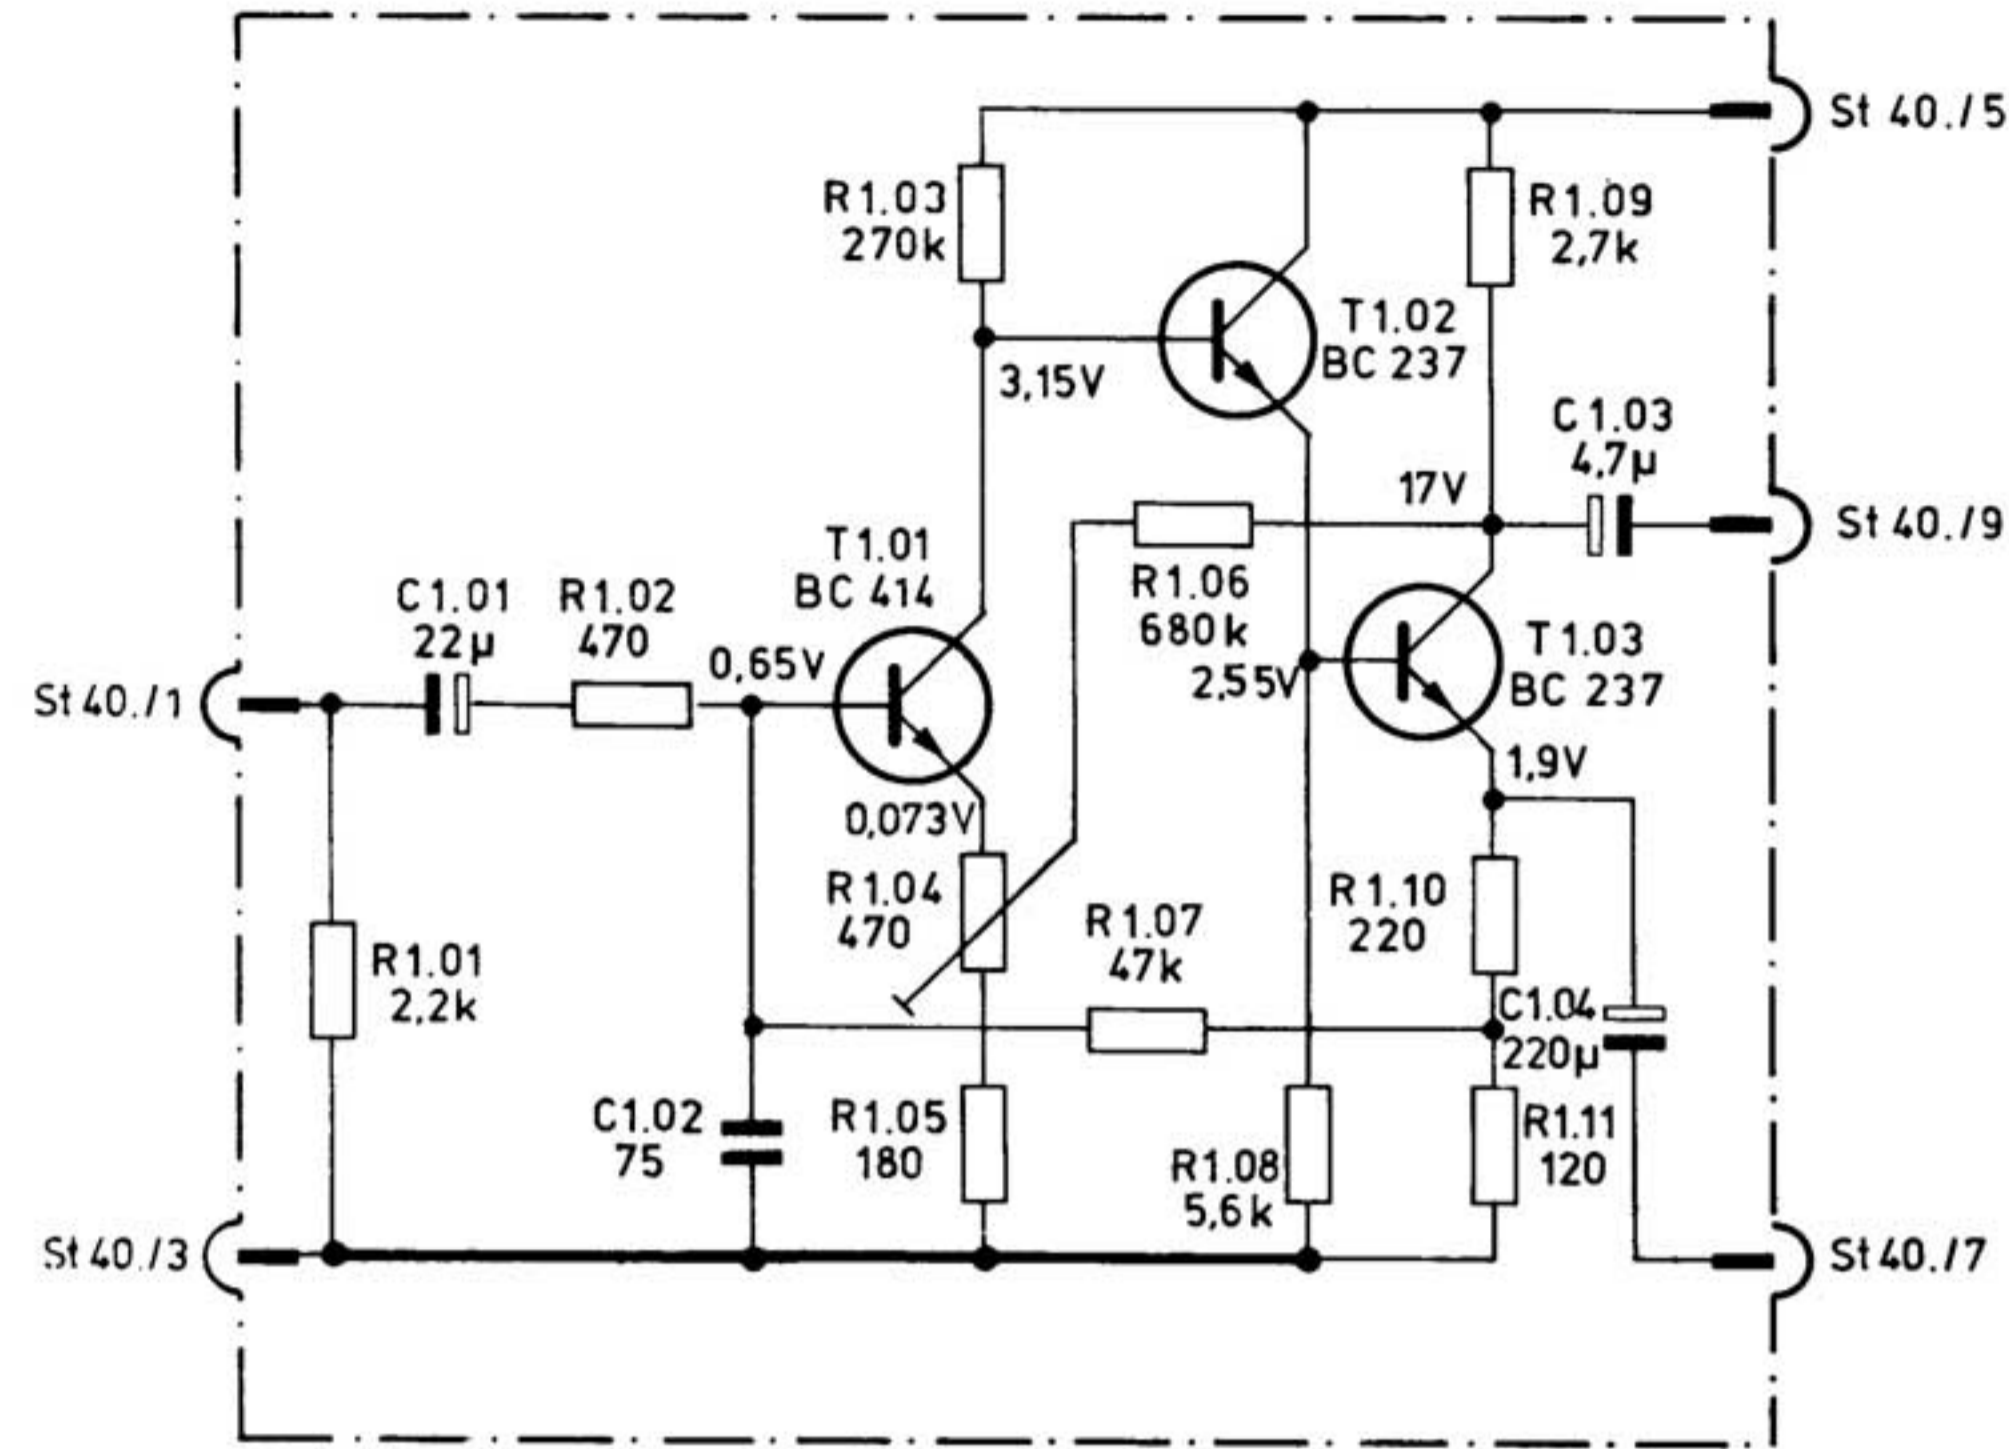 St 40./5
R1.03
270k
R1.09
2,7k
T1.02
BC 237
3,15V
C1.03
4,7µ
17V
St 40./9
T1.01
BC 414
C1.01
22µ
R1.02
470
R1.06
680k
0,65V
T1.03
BC 237
2,55V
St 40./1
1,9V
0,073V
R1.04
470
R1.10
220
R1.07
47k
R1.01
2,2k
C1.04
220µ
C1.02
75
R1.05
180
R1.11
120
R1.08
5,6k
St 40./3
St 40./7